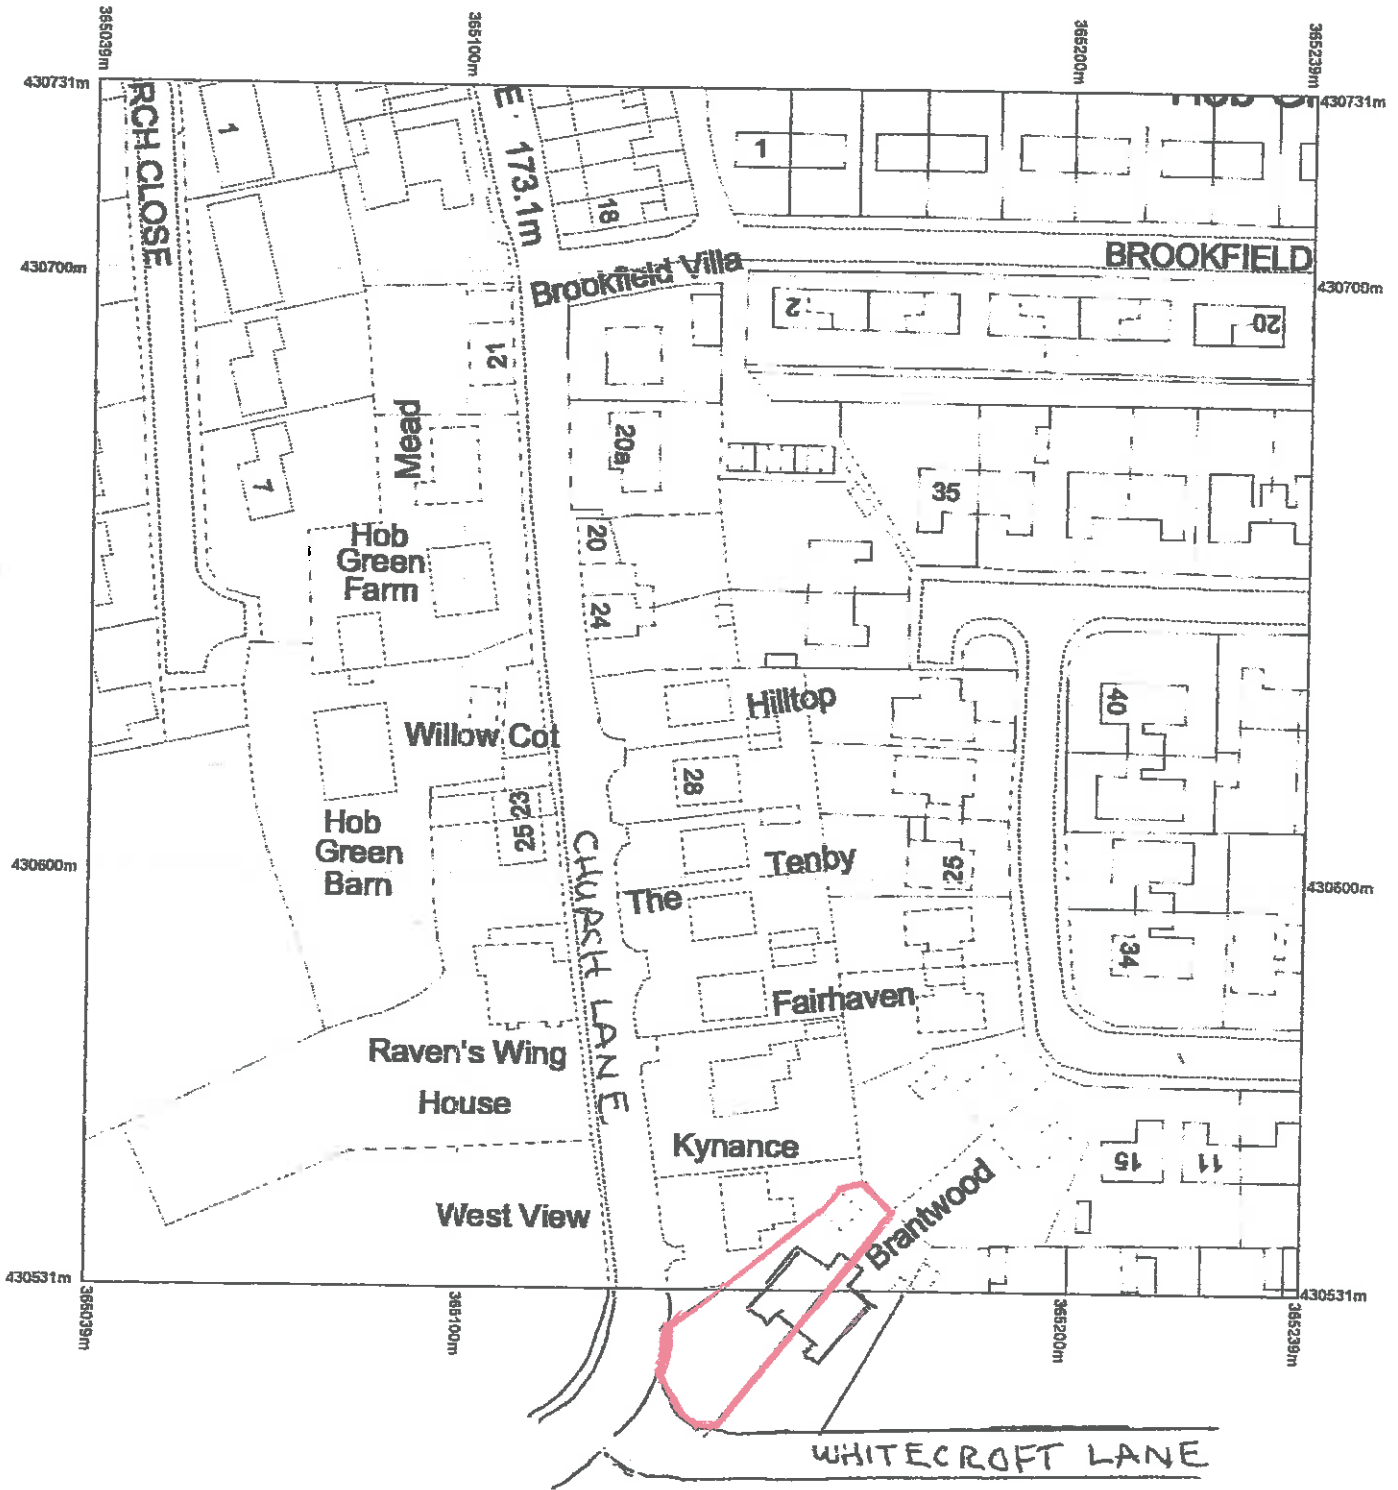 365039m
365100m
365200m
365239m
430731m
430731m
RCH CLOSE
1
E
173.1m
18
1
BROOKFIELD
430700m
430700m
Brookfield Villa
2
20
21
Mead
20a
7
35
Hob
Green
Farm
20
24
Hilltop
40
Willow Cot
28
23
25
Hob
Green
Barn
Tenby
25
430600m
430600m
The
CHURCH LANE
34
Fairhaven
Raven's Wing
House
Kynance
15
11
West View
Brantwood
430531m
430531m
365039m
365100m
365200m
365239m
WHITECROFT LANE